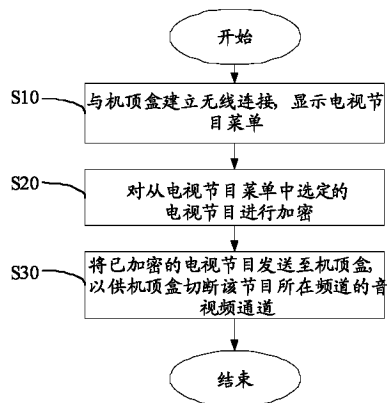 开始
S10
与机顶盒建立无线连接, 显示电视节
目菜单
S20
对从电视节目菜单中选定的
电视节目进行加密
S30
将已加密的电视节目发送至机顶盒,
以供机顶盒切断该节目所在频道的音
视频通道
结束